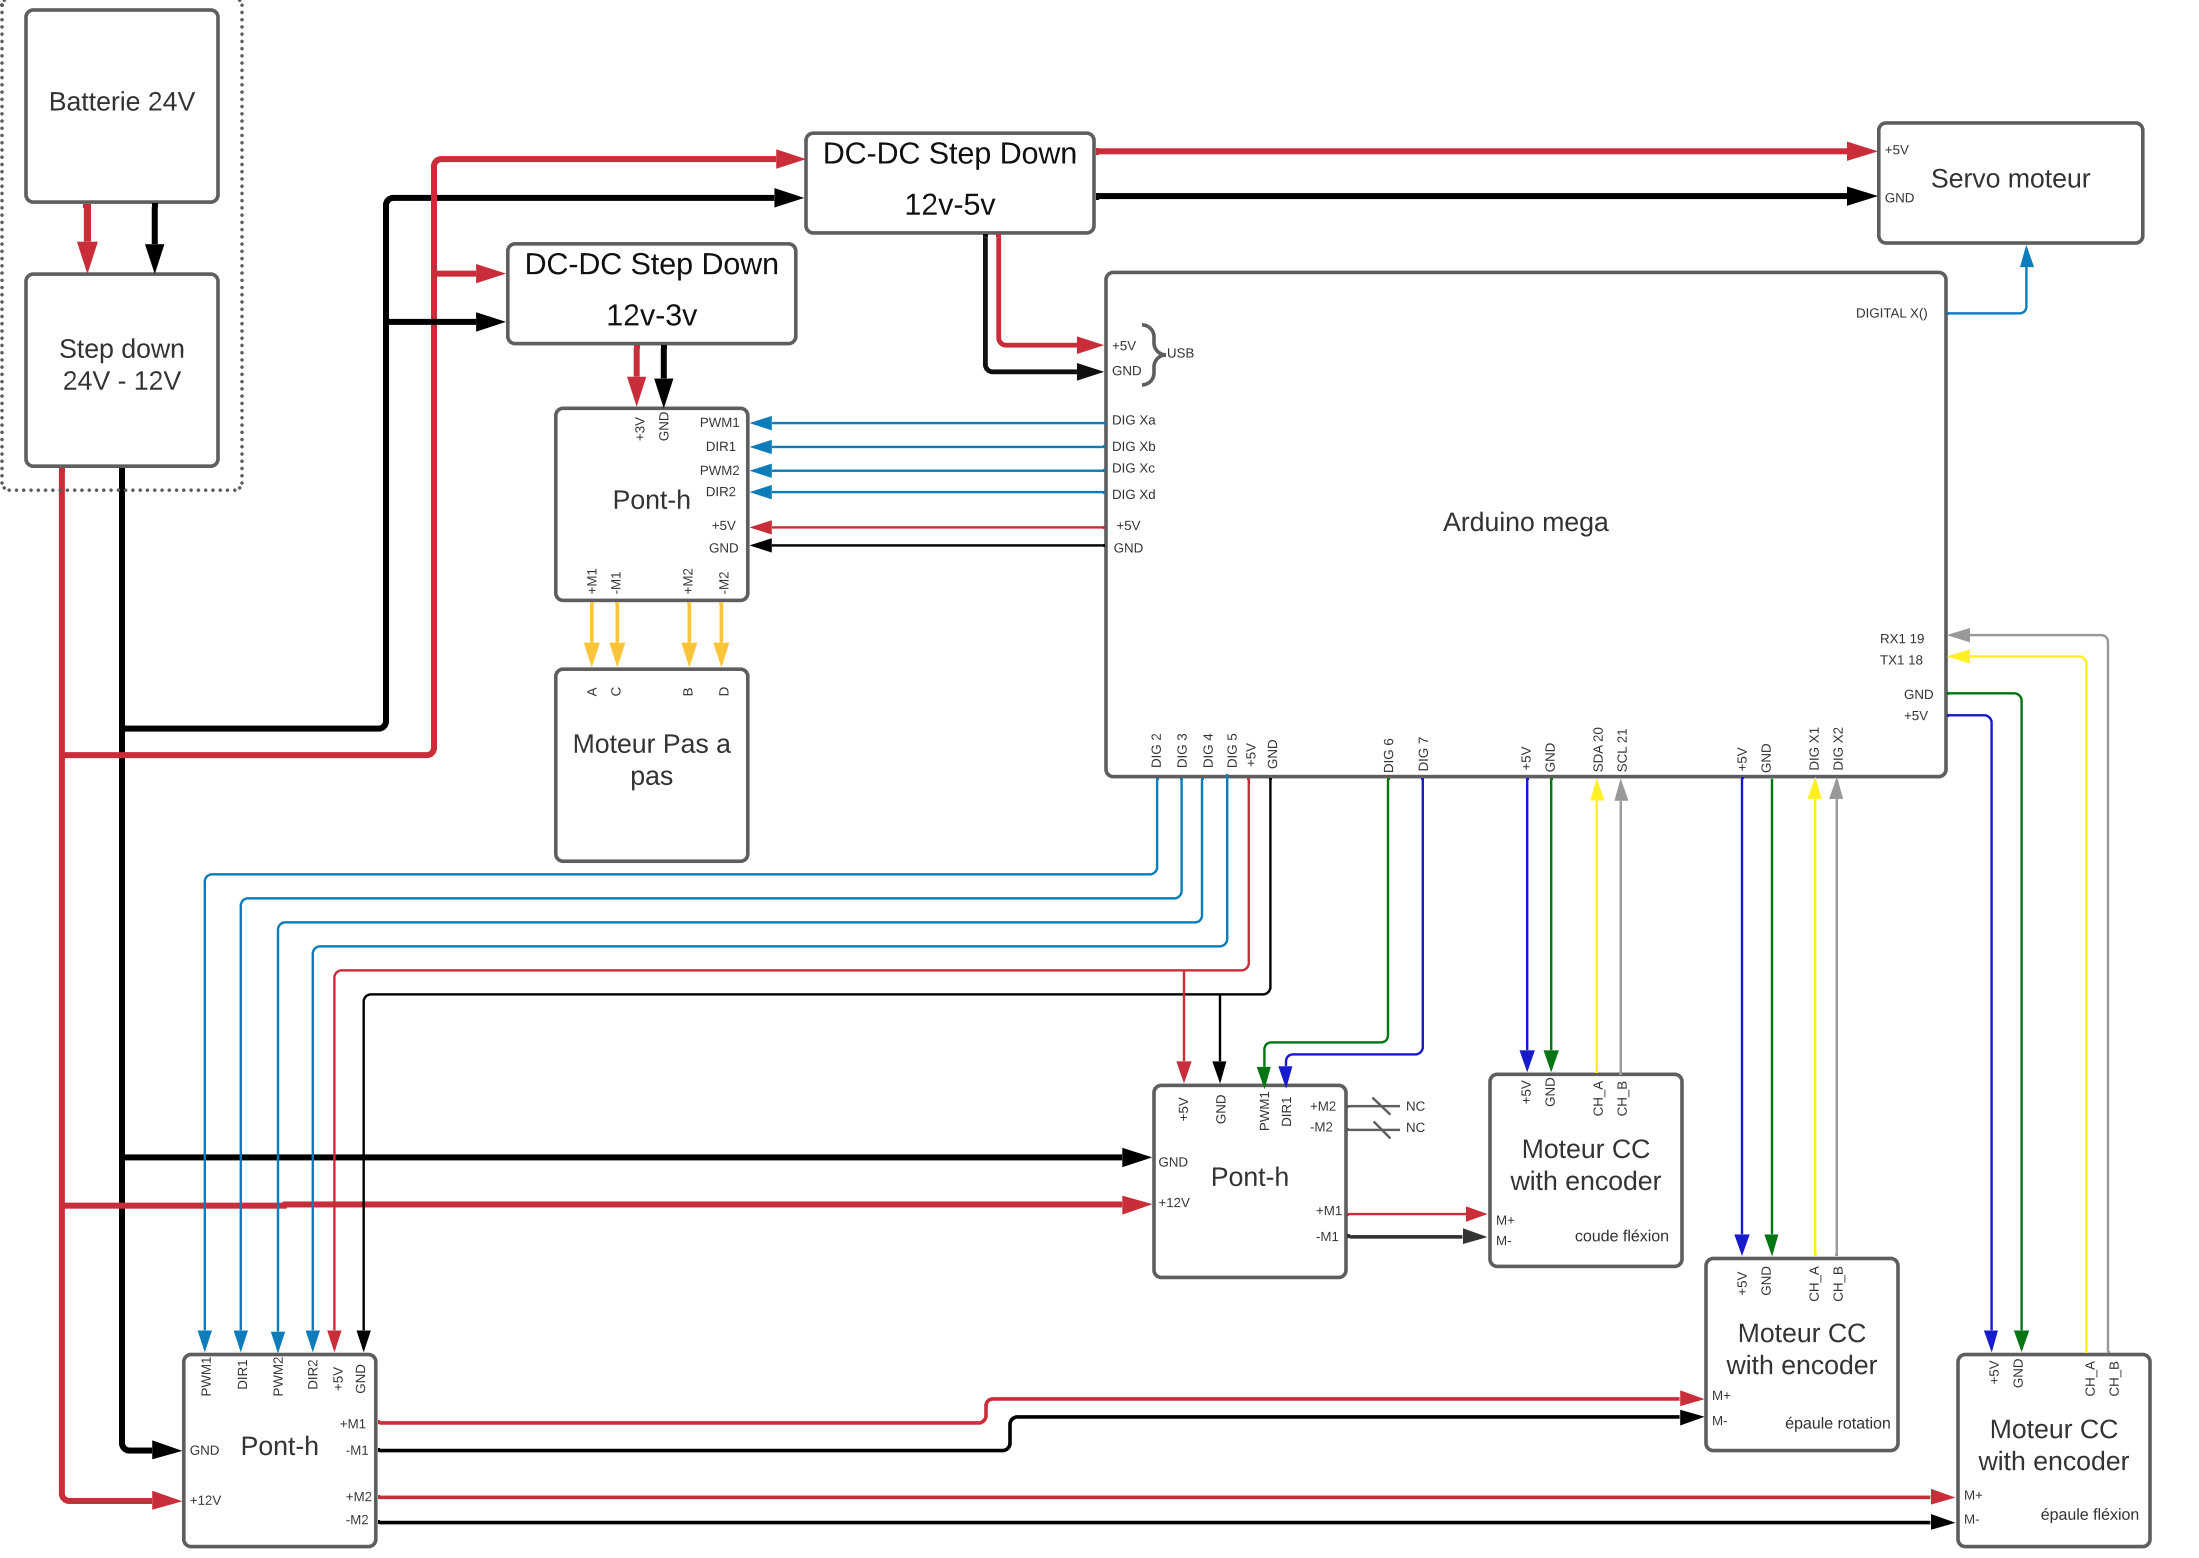 Batterie 24V
Step down
24V - 12V
DC-DC Step Down
12v-5v
DC-DC Step Down
12v-3v
+5V
GND
Servo moteur
+3V
GND
PWM1
DIR1
PWM2
DIR2
+5V
GND
Pont-h
+M1
-M1
+M2
-M2
A
C
B
D
Moteur Pas a
pas
DIGITAL X()
+5V
GND
USB
DIG Xa
DIG Xb
DIG Xc
DIG Xd
+5V
GND
Arduino mega
RX1 19
TX1 18
GND
+5V
DIG 2
DIG 3
DIG 4
DIG 5
+5V
GND
DIG 6
DIG 7
+5V
GND
SDA 20
SCL 21
+5V
GND
DIG X1
DIG X2
+5V
GND
PWM1
DIR1
+M2
-M2
NC
NC
GND
+12V
Pont-h
+M1
-M1
+5V
GND
CH_A
CH_B
Moteur CC
with encoder
M+
M-
coude fléxion
+5V
GND
CH_A
CH_B
Moteur CC
with encoder
M+
M-
épaule rotation
+5V
GND
CH_A
CH_B
Moteur CC
with encoder
M+
M-
épaule fléxion
PWM1
DIR1
PWM2
DIR2
+5V
GND
+M1
-M1
GND
Pont-h
+12V
+M2
-M2